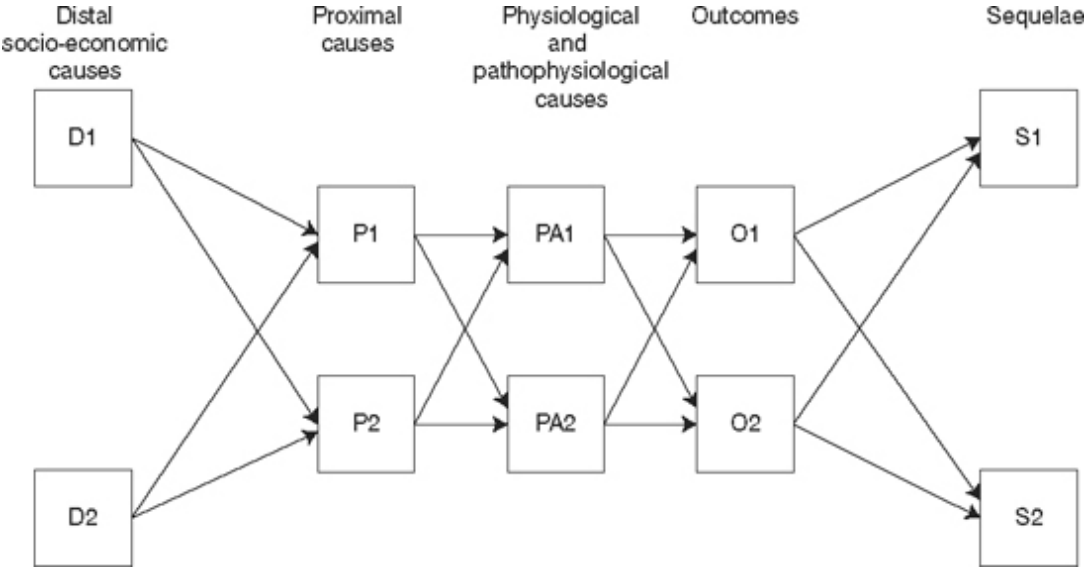 Distal
socio-economic
causes
Proximal
causes
Physiological
and
pathophysiological
causes
Outcomes
Sequelae
D1
S1
P1
PA1
O1
P2
PA2
O2
D2
S2